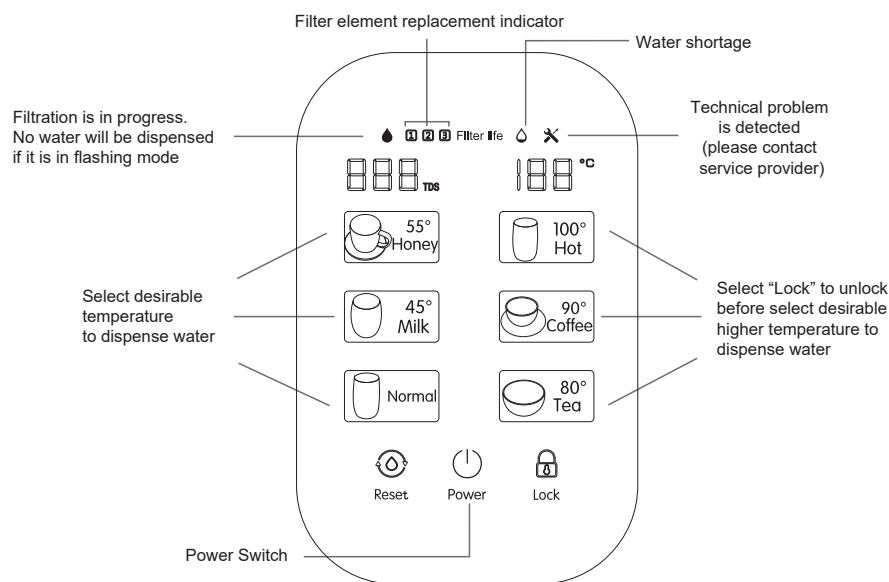 Filter element replacement indicator
Water shortage
Filtration is in progress.
No water will be dispensed
if it is in flashing mode
Technical problem
is detected
(please contact
service provider)
1 2 3 Filter life
888 TDS
188 °C
55°
Honey
100°
Hot
Select desirable
temperature
to dispense water
45°
Milk
90°
Coffee
Select “Lock” to unlock
before select desirable
higher temperature to
dispense water
Normal
80°
Tea
Reset
Power
Lock
Power Switch